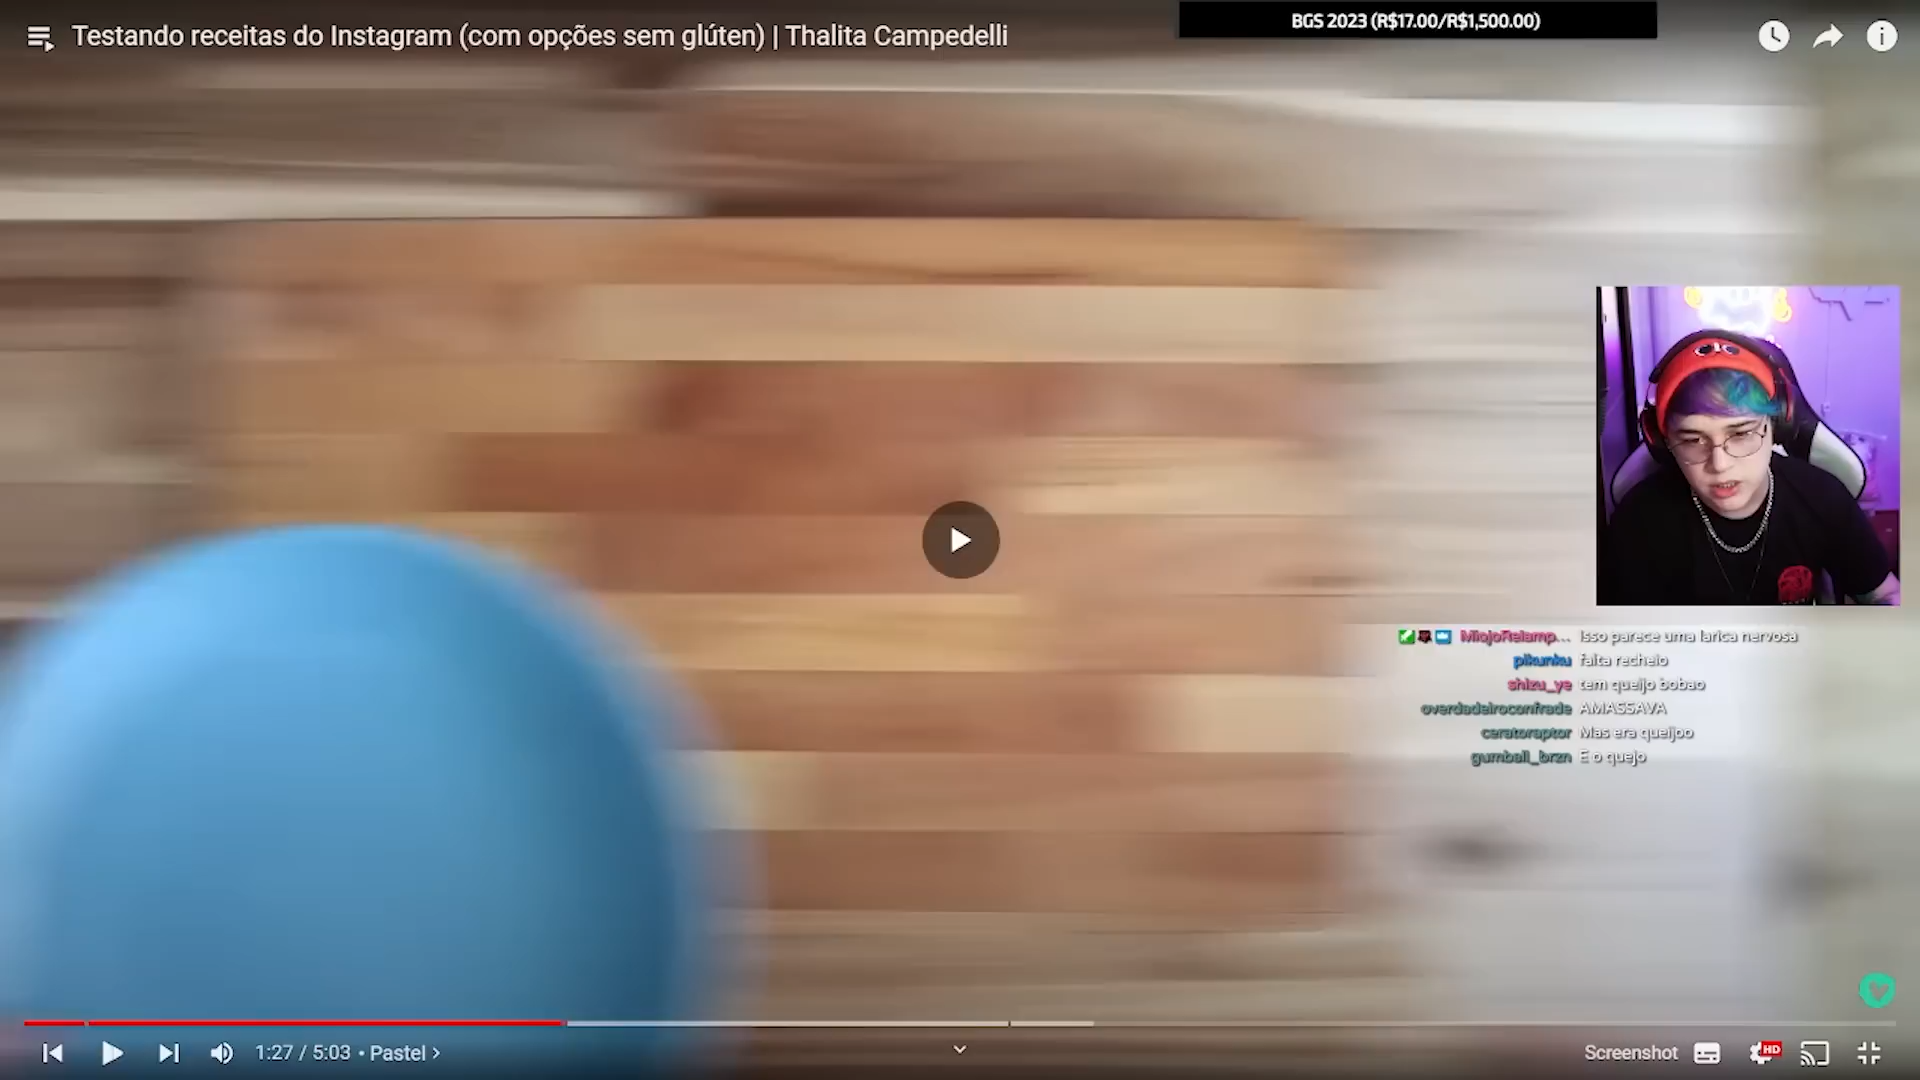 Testando receitas do Instagram (com opções sem glúten) | Thalita Campedelli
BGS 2023 (R$17.00/R$1,500.00)
MiojoRelamp... Isso parece uma larica nervosa
pikunku falta recheio
shizu_ye tem queijo bobao
overdadeiroconfrade AMASSAVA
ceratoraptor Mas era queijoo
gumball_brzn E o quejo
1:27 / 5:03 • Pastel ›
Screenshot
HD